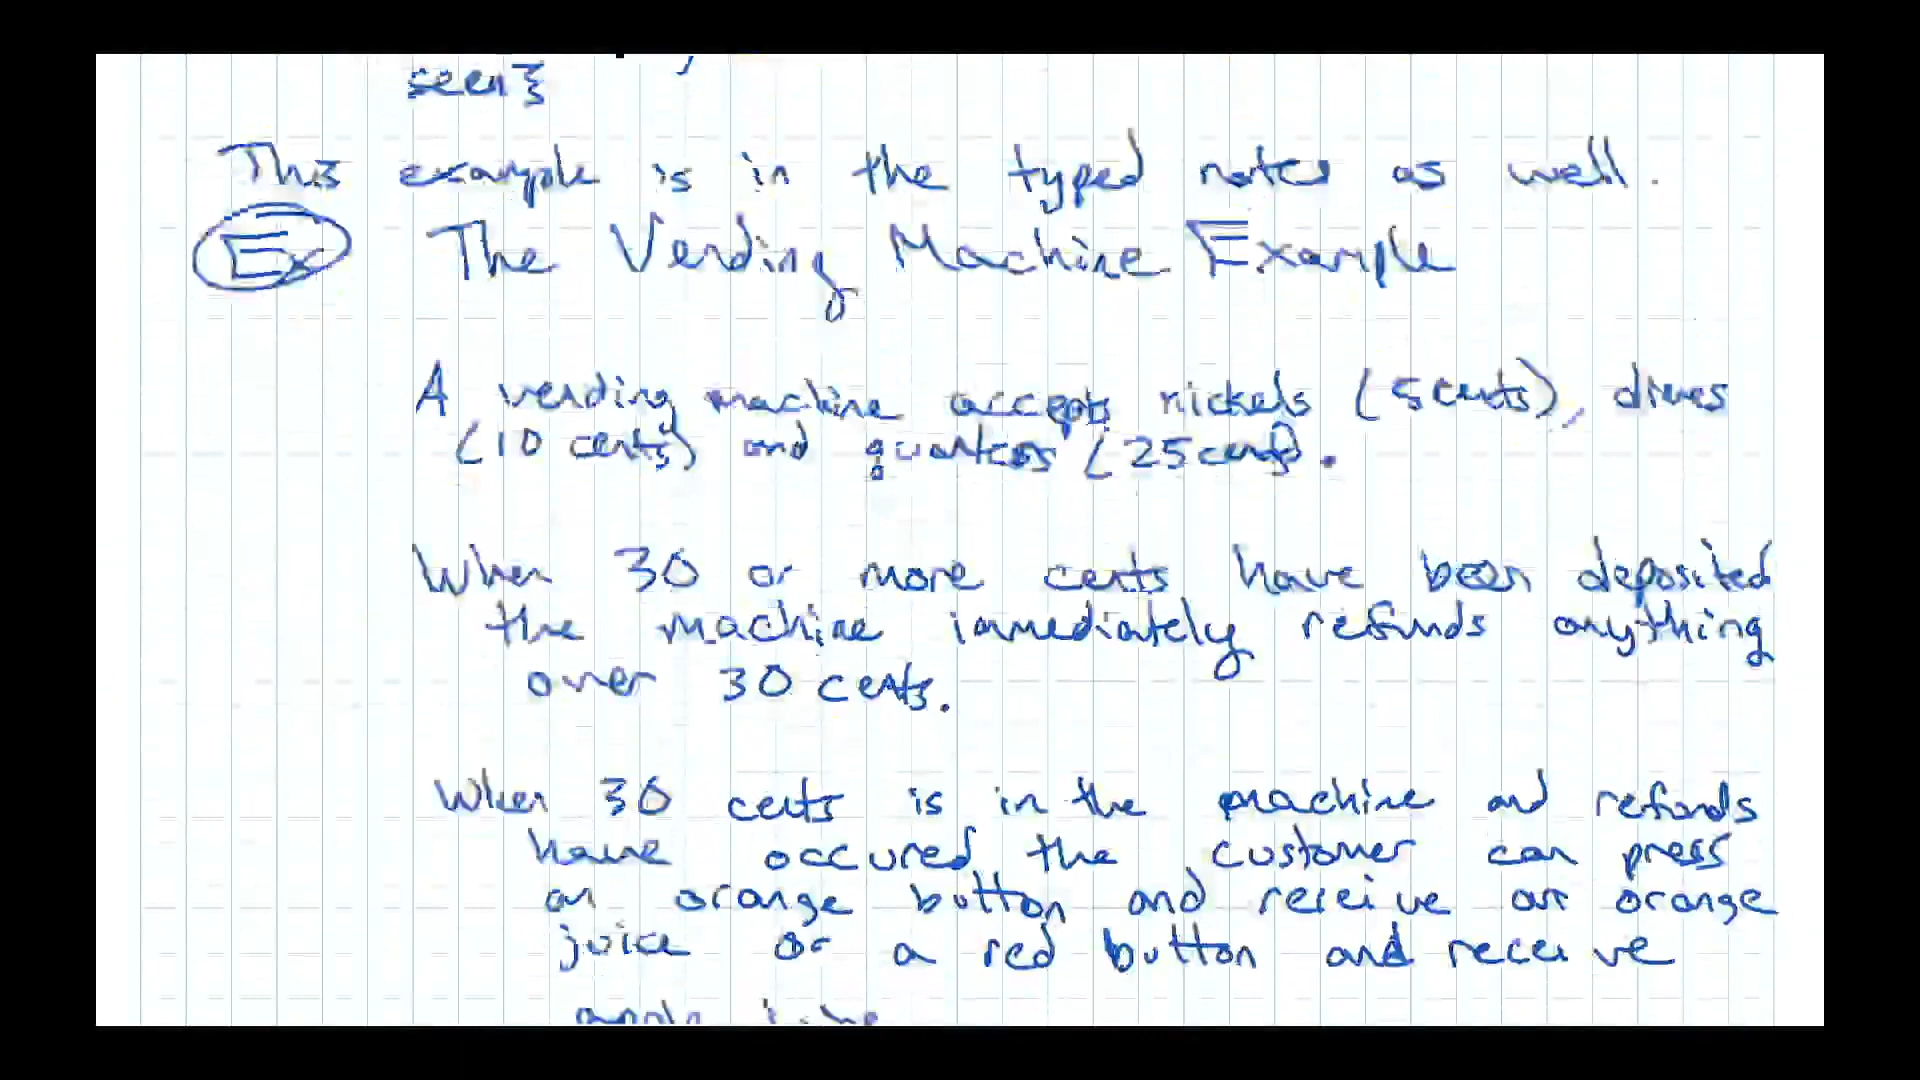 seen}
This example is in the typed notes as well.
Ex The Vending Machine Example
A vending machine accepts nickels (5 cents), dimes
(10 cents) and quarters (25 cents).
When 30 or more cents have been deposited
the machine immediately refunds anything
over 30 cents.
When 30 cents is in the machine and refunds
have occured the customer can press
an orange button and receive an orange
juice or a red button and receive
apple juice